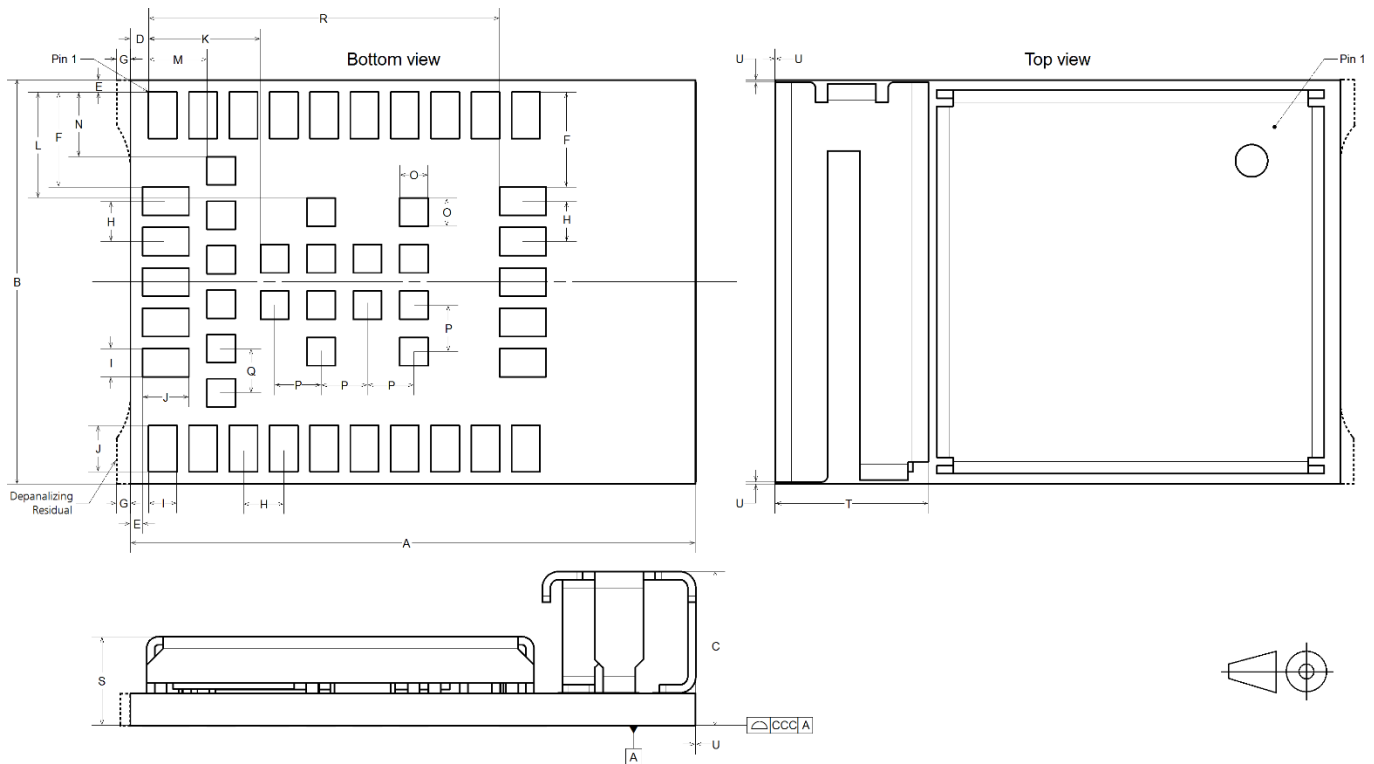 R
D
K
G
M
Pin 1
Bottom view
E
N
L
F
F
O
O
H
H
B
P
I
Q
P
P
P
J
J
Depanalizing
Residual
G
I
H
E
A
U
U
Top view
Pin 1
U
T
S
C
CCC
A
A
U